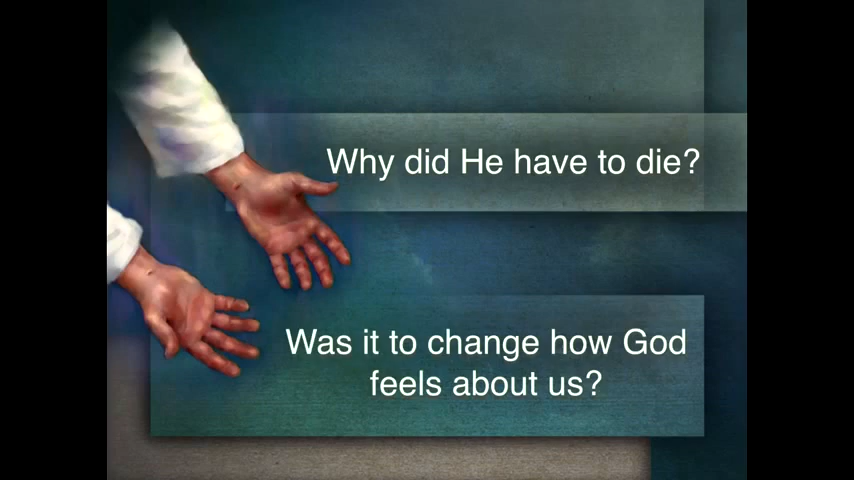 Why did He have to die?
Was it to change how God
feels about us?